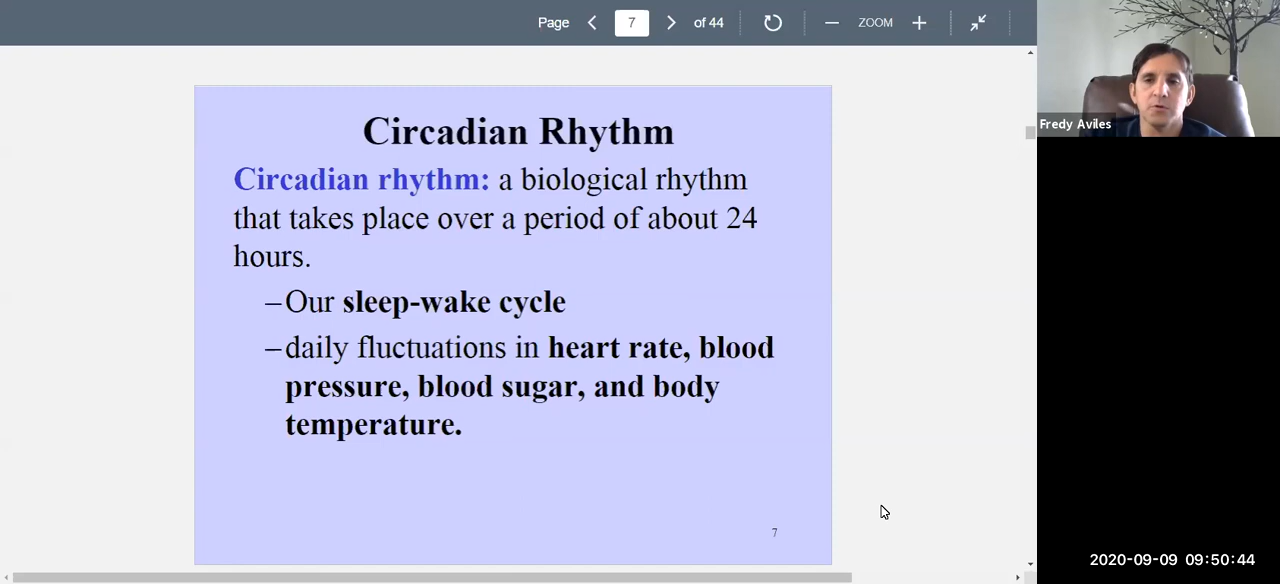 Page 7 of 44 ZOOM
Fredy Aviles
Circadian Rhythm
Circadian rhythm: a biological rhythm
that takes place over a period of about 24
hours.
–Our sleep-wake cycle
–daily fluctuations in heart rate, blood
pressure, blood sugar, and body
temperature.
7
2020-09-09 09:50:44